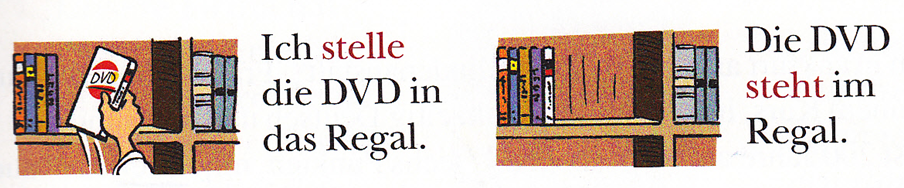 DVD
Ich stelle
die DVD in
das Regal.
Die DVD
steht im
Regal.